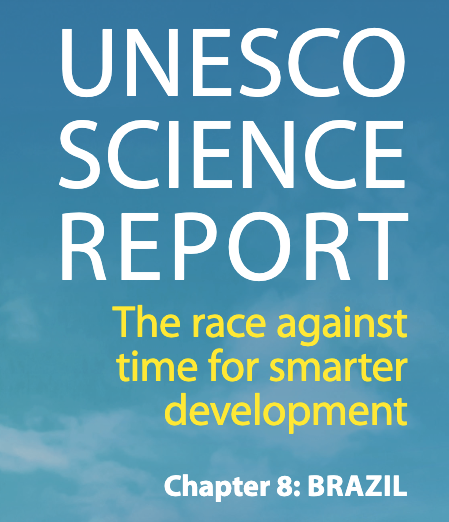 UNESCO
SCIENCE
REPORT
The race against
time for smarter
development
Chapter 8: BRAZIL